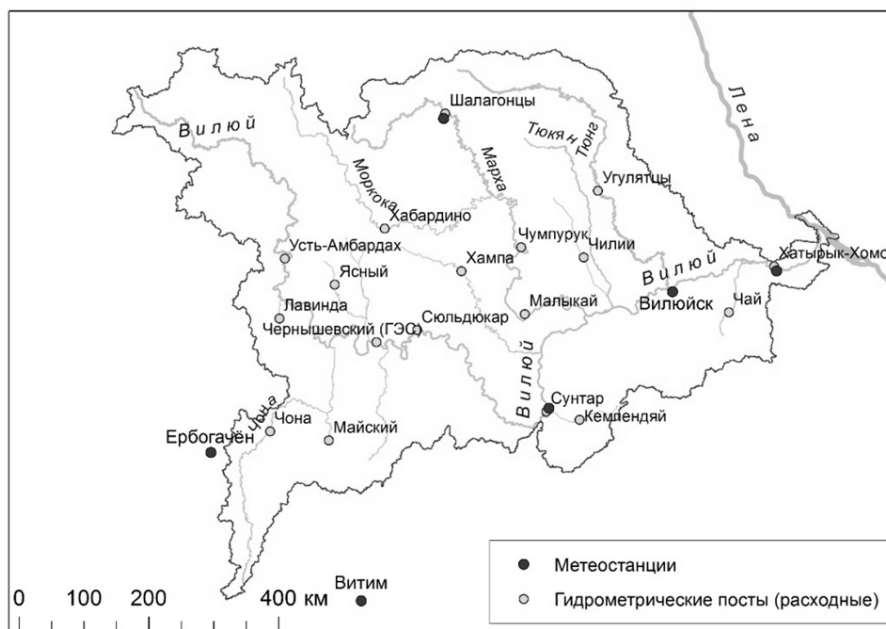 Вилюй
Лена
Шалагонцы
Тюкян
Тюнг
Моркока
Марха
Угулятцы
Хабардино
Усть-Амбардах
Чумпурук
Хампа
Чилии
Вилюй
Хатырык-Хомо
Ясный
Лавинда
Малыкай
Вилюйск
Чай
Сюльдюкар
Чернышевский (ГЭС)
Вилюй
Сунтар
Чона
Чона
Кемпендяй
Майский
Ербогачён
Метеостанции
Витим
0 100 200 400 км
Гидрометрические посты (расходные)